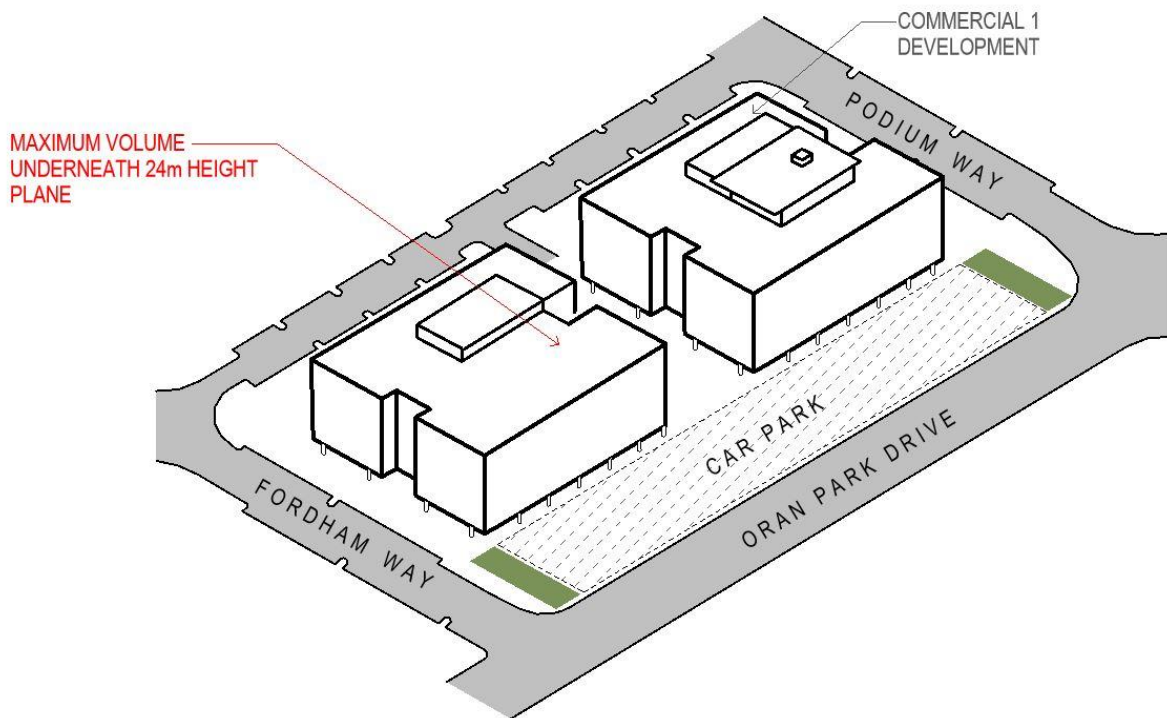 COMMERCIAL 1
DEVELOPMENT
PODIUM WAY
MAXIMUM VOLUME
UNDERNEATH 24m HEIGHT
PLANE
CAR PARK
ORAN PARK DRIVE
FORDHAM WAY